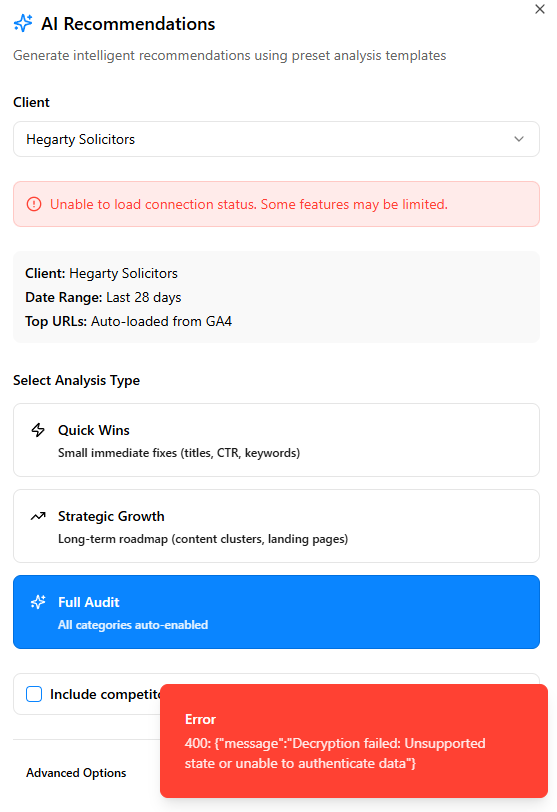 AI Recommendations
Generate intelligent recommendations using preset analysis templates
Client
Hegarty Solicitors
Unable to load connection status. Some features may be limited.
Client: Hegarty Solicitors
Date Range: Last 28 days
Top URLs: Auto-loaded from GA4
Select Analysis Type
Quick Wins
Small immediate fixes (titles, CTR, keywords)
Strategic Growth
Long-term roadmap (content clusters, landing pages)
Full Audit
All categories auto-enabled
Include
Error
400: {"message":"Decryption failed: Unsupported
state or unable to authenticate data"}
Advanced Options